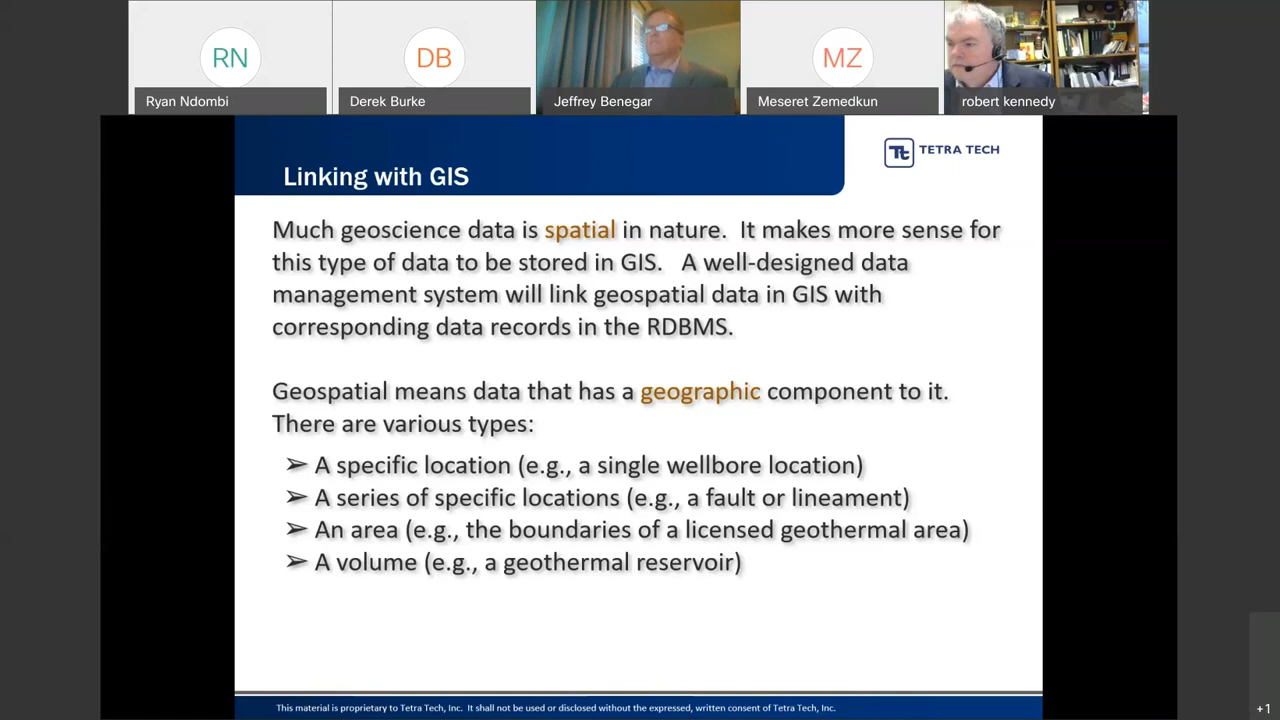 RN
DB
MZ
Ryan Ndombi
Derek Burke
Jeffrey Benegar
Meseret Zemedkun
robert kennedy
Linking with GIS
Tt TETRA TECH
Much geoscience data is spatial in nature. It makes more sense for
this type of data to be stored in GIS. A well-designed data
management system will link geospatial data in GIS with
corresponding data records in the RDBMS.
Geospatial means data that has a geographic component to it.
There are various types:
➢ A specific location (e.g., a single wellbore location)
➢ A series of specific locations (e.g., a fault or lineament)
➢ An area (e.g., the boundaries of a licensed geothermal area)
➢ A volume (e.g., a geothermal reservoir)
This material is proprietary to Tetra Tech, Inc. It shall not be used or disclosed without the expressed, written consent of Tetra Tech, Inc.
+1